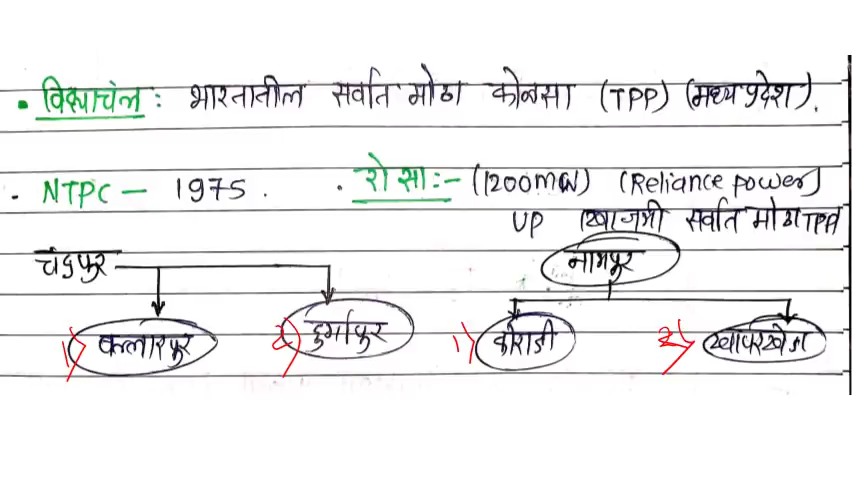 • विंध्याचल : भारतातील सर्वात मोठा कोळसा (TPP) (मध्य प्रदेश).
• NTPC - 1975. • रोसा :- (1200MW) (Reliance power)
UP खाजगी सर्वात मोठा TPP
चंद्रपूर नागपूर
1) बल्लारपूर 2) दुर्गापूर 1) कोराडी 2) खापरखेडा